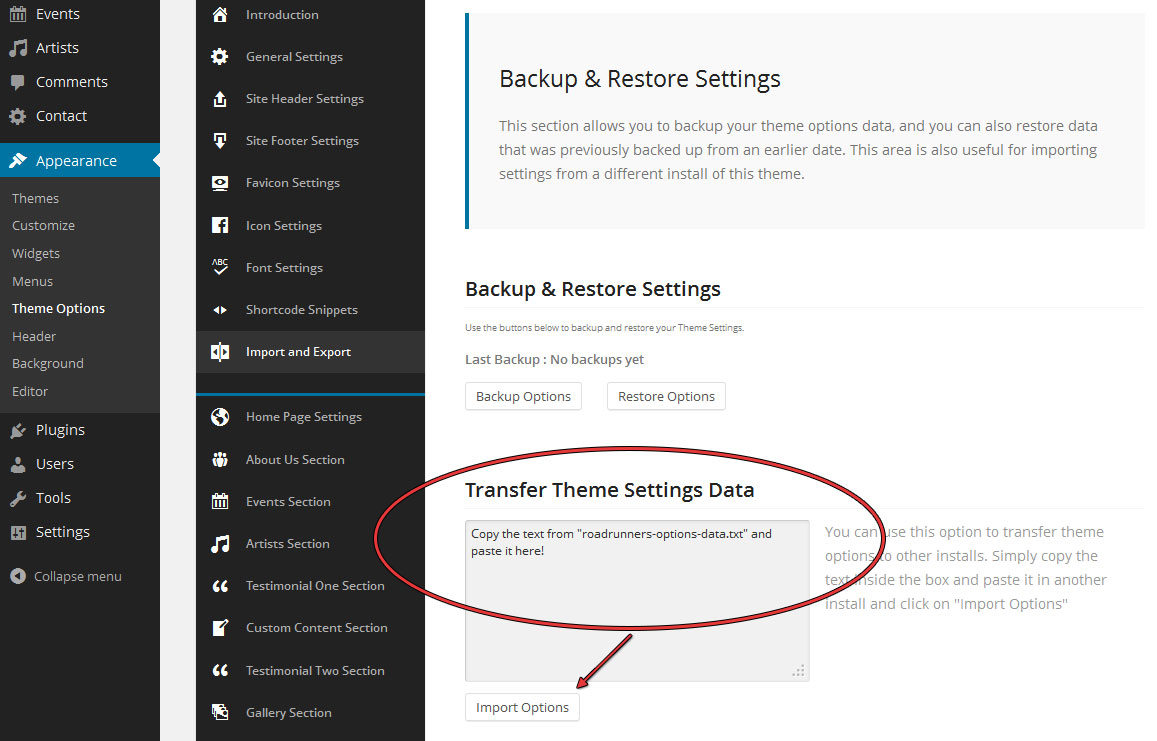 Events
Artists
Comments
Contact
Appearance
Themes
Customize
Widgets
Menus
Theme Options
Header
Background
Editor
Plugins
Users
Tools
Settings
Collapse menu
Introduction
General Settings
Site Header Settings
Site Footer Settings
Favicon Settings
Icon Settings
ABC
Font Settings
Shortcode Snippets
Import and Export
Home Page Settings
About Us Section
Events Section
Artists Section
Testimonial One Section
Custom Content Section
Testimonial Two Section
Gallery Section
Backup & Restore Settings
This section allows you to backup your theme options data, and you can also restore data
that was previously backed up from an earlier date. This area is also useful for importing
settings from a different install of this theme.
Backup & Restore Settings
Use the buttons below to backup and restore your Theme Settings.
Last Backup : No backups yet
Backup Options
Restore Options
Transfer Theme Settings Data
Copy the text from "roadrunners-options-data.txt" and
paste it here!
You can use this option to transfer theme
options to other installs. Simply copy the
text inside the box and paste it in another
install and click on "Import Options"
Import Options